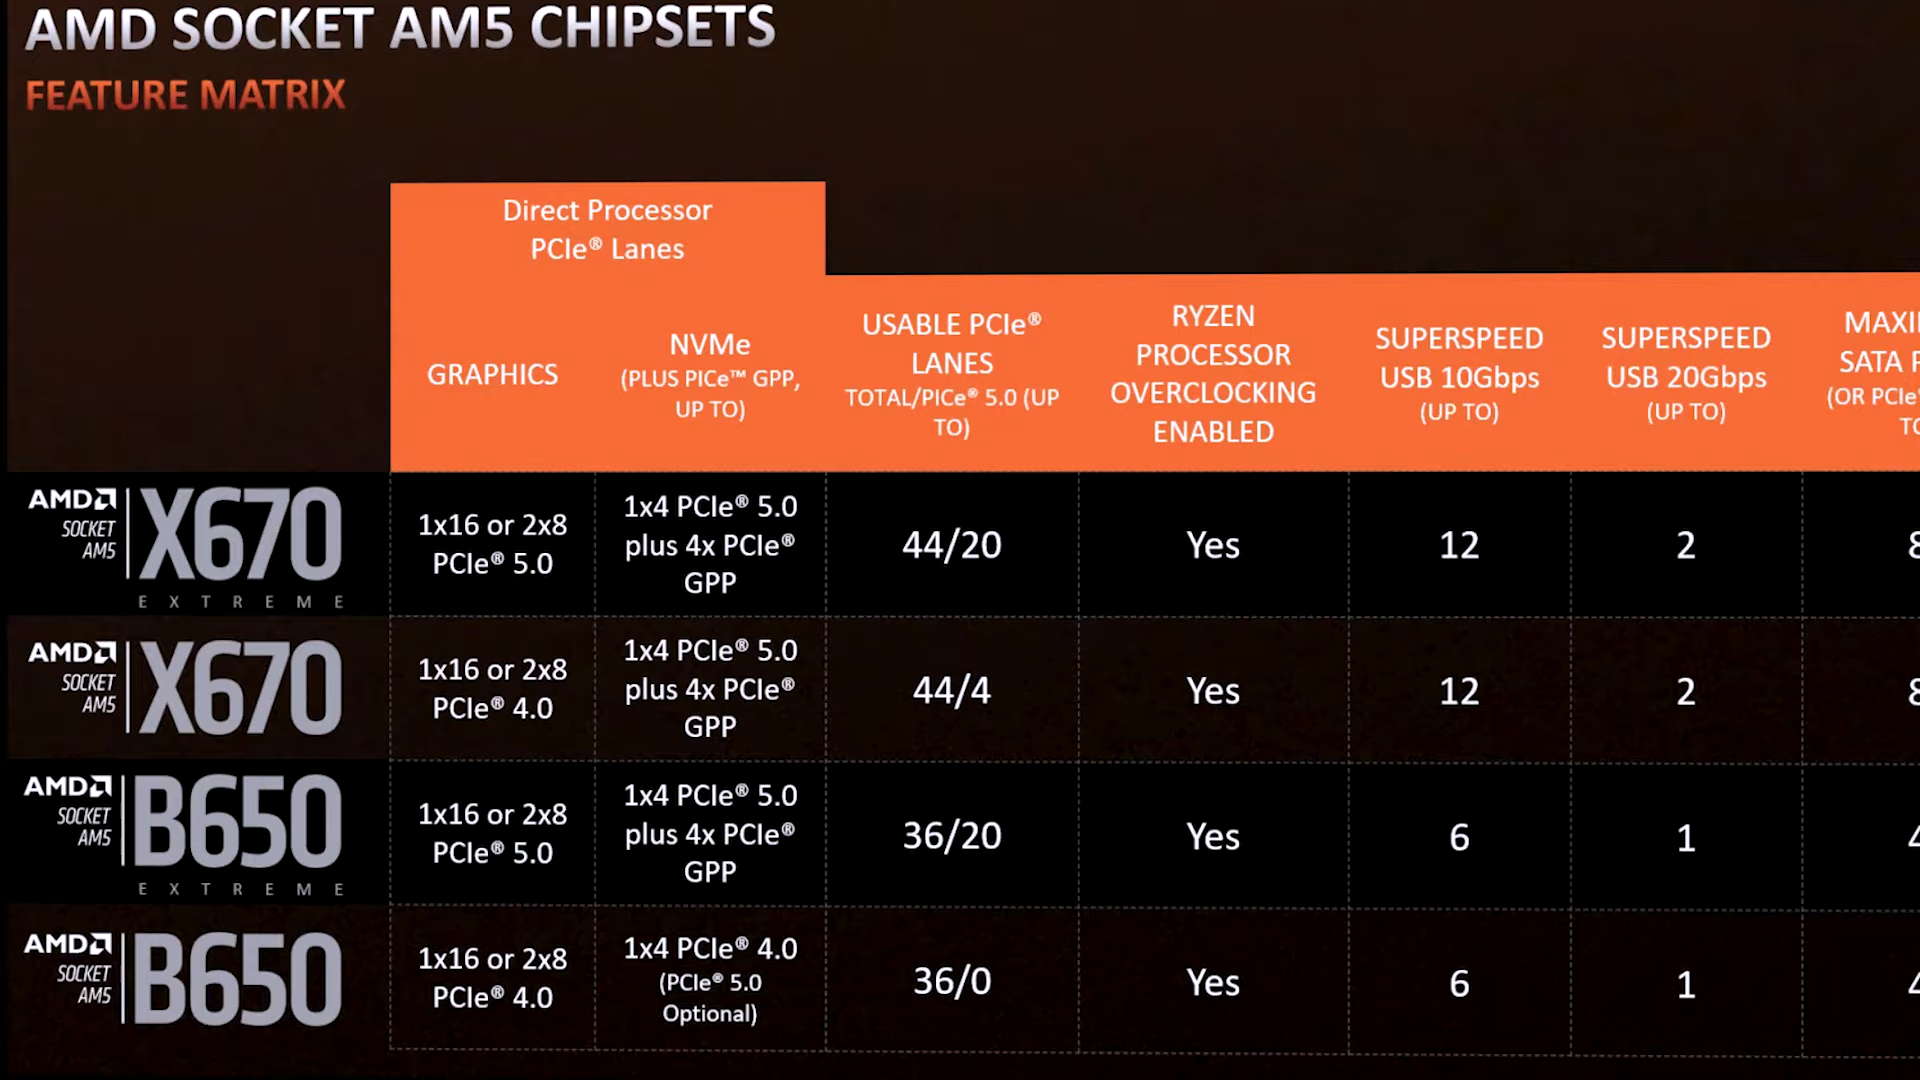 AMD SOCKET AM5 CHIPSETS
FEATURE MATRIX
Direct Processor
PCIe® Lanes
GRAPHICS
NVMe
(PLUS PICe™ GPP,
UP TO)
USABLE PCIe®
LANES
TOTAL/PICe® 5.0 (UP
TO)
RYZEN
PROCESSOR
OVERCLOCKING
ENABLED
SUPERSPEED
USB 10Gbps
(UP TO)
SUPERSPEED
USB 20Gbps
(UP TO)
SATA
(OR PCIe
AMD
SOCKET
AM5
X670
EXTREME
1x16 or 2x8
PCIe® 5.0
1x4 PCIe® 5.0
plus 4x PCIe®
GPP
44/20
Yes
12
2
8
AMD
SOCKET
AM5
X670
1x16 or 2x8
PCIe® 4.0
1x4 PCIe® 5.0
plus 4x PCIe®
GPP
44/4
Yes
12
2
8
AMD
SOCKET
AM5
B650
EXTREME
1x16 or 2x8
PCIe® 5.0
1x4 PCIe® 5.0
plus 4x PCIe®
GPP
36/20
Yes
6
1
4
AMD
SOCKET
AM5
B650
1x16 or 2x8
PCIe® 4.0
1x4 PCIe® 4.0
(PCIe® 5.0
Optional)
36/0
Yes
6
1
4